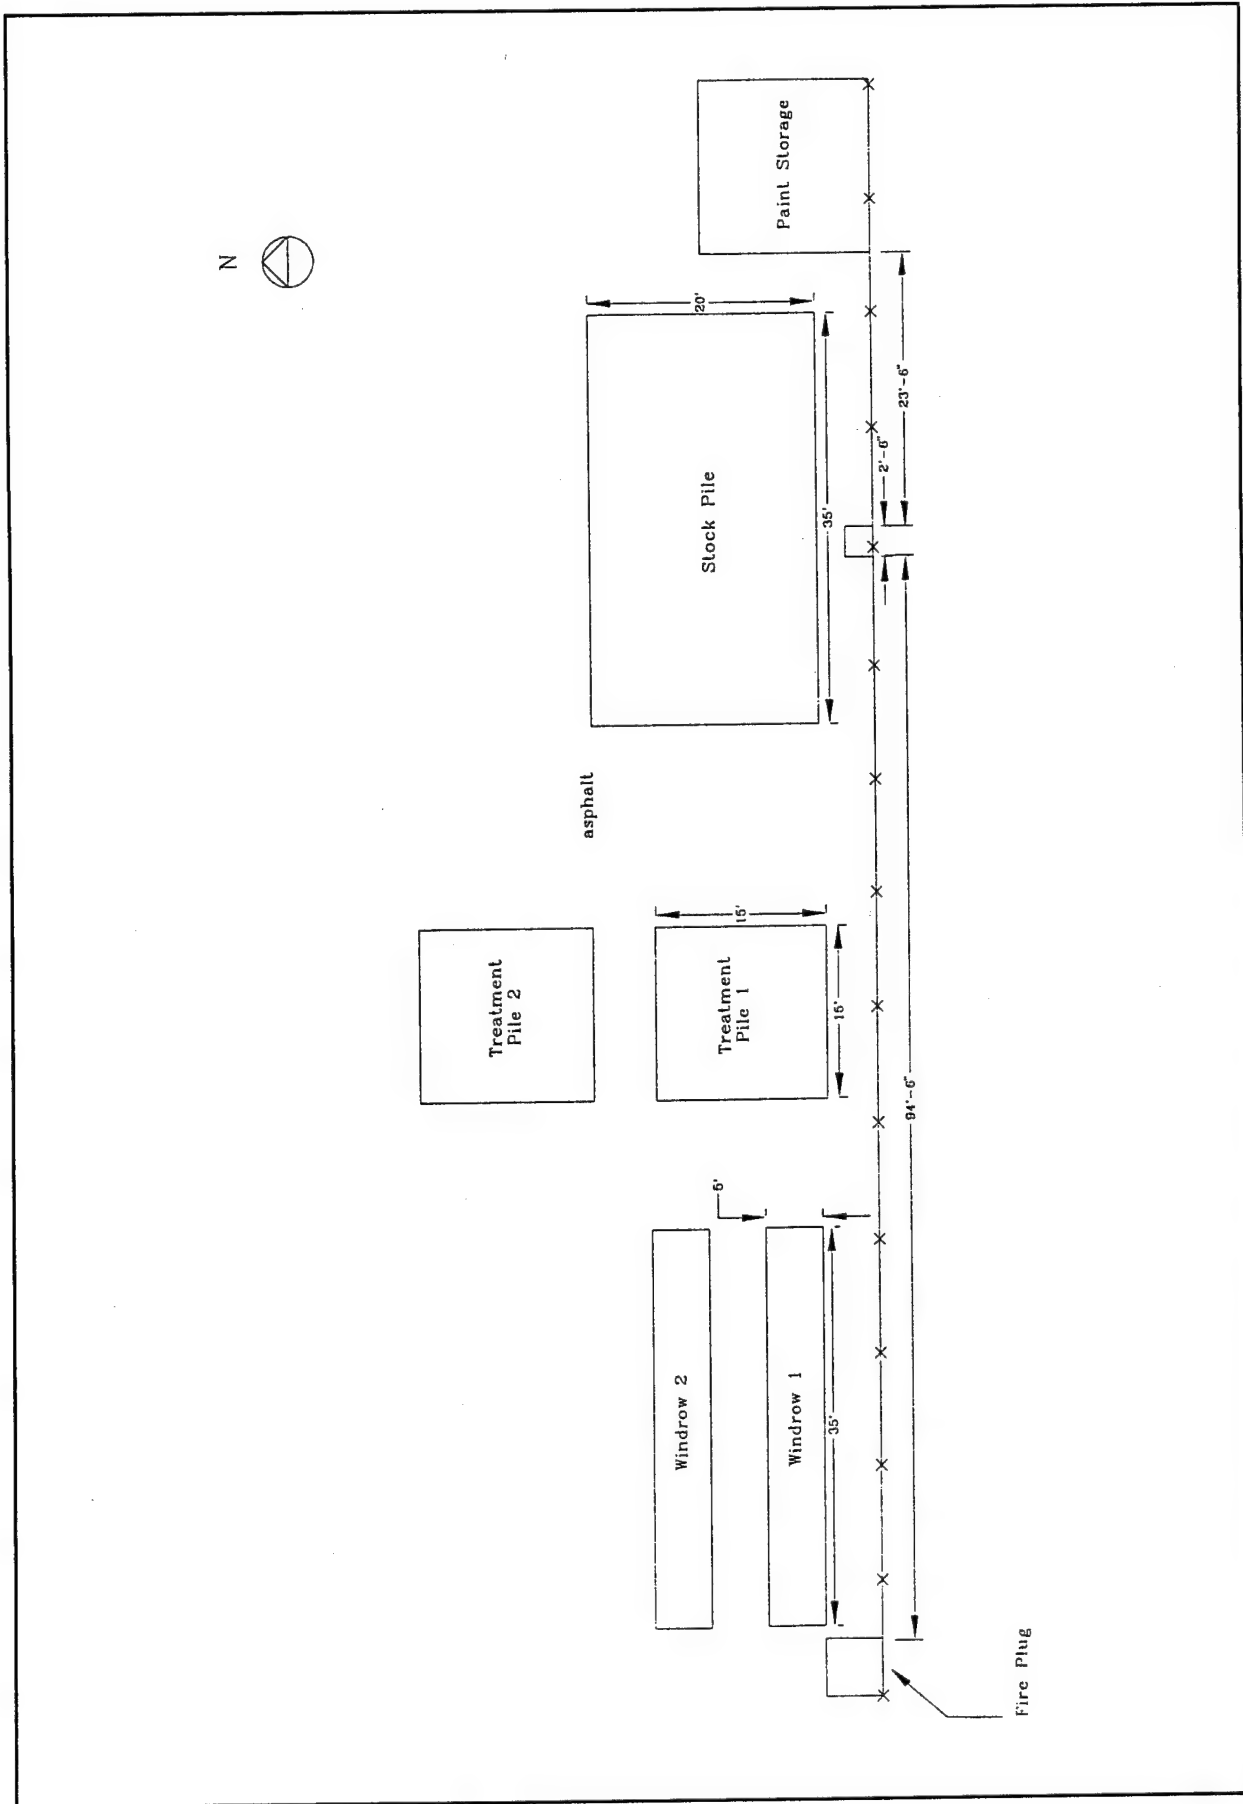 N
Paint Storage
20'
Stock Pile
35'
23'-6"
2'-6"
asphalt
Treatment
Pile 2
Treatment
Pile 1
15'
15'
94'-6"
5'
Windrow 2
Windrow 1
35'
Fire Plug